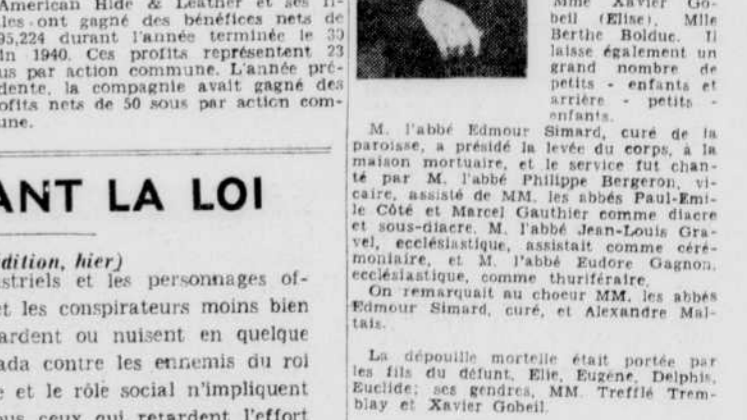 American Hide & Leather et ses fi-
les ont gagné des bénéfices nets de
95,224 durant l'année terminée le 30
in 1940. Ces profits représentent 23
us par action commune. L'année pré-
dente, la compagnie avait gagné des
ofits nets de 50 sous par action com-
une.
ANT LA LOI
dition, hier)
striels et les personnages of-
et les conspirateurs moins bien
ardent ou nuisent en quelque
ada contre les ennemis du roi
e et le rôle social n'impliquent
ous ceux qui retardent l'effort
Mme Xavier Go-
beil (Elise), Mlle
Berthe Bolduc. Il
laisse également un
grand nombre de
petits - enfants et
arrière - petits -
enfants.
M. l'abbé Edmour Simard, curé de la
paroisse, a présidé la levée du corps, à la
maison mortuaire, et le service fut chan-
té par M. l'abbé Philippe Bergeron, vi-
caire, assisté de MM. les abbés Paul-Emi-
le Côté et Marcel Gauthier comme diacre
et sous-diacre. M. l'abbé Jean-Louis Gra-
vel, ecclésiastique, assistait comme céré-
moniaire, et M. l'abbé Eudore Gagnon,
ecclésiastique, comme thuriféraire.
On remarquait au choeur MM. les abbés
Edmour Simard, curé, et Alexandre Mal-
tais.
La dépouille mortelle était portée par
les fils du défunt, Elie, Eugène, Delphis,
Euclide; ses gendres, MM. Trefflé Trem-
blay et Xavier Gobeil.